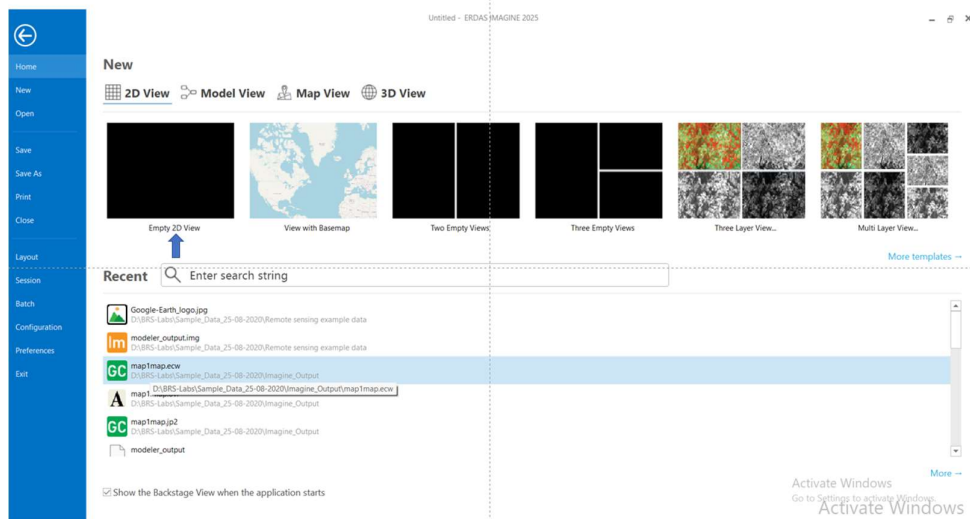 Untitled - ERDAS IMAGINE 2025
Home
New
Open
Save
Save As
Print
Close
Layout
Session
Batch
Configuration
Preferences
Exit
New
2D View Model View Map View 3D View
Empty 2D View View with Basemap Two Empty Views Three Empty Views Three Layer View... Multi Layer View...
More templates →
Recent Enter search string
Google-Earth_logo.jpg
D:\BRS-Labs\Sample_Data_25-08-2020\Remote sensing example data
Im modeler_output.img
D:\BRS-Labs\Sample_Data_25-08-2020\Remote sensing example data
GC map1map.ecw
D:\BRS-Labs\Sample_Data_25-08-2020\Imagine_Output
D:\BRS-Labs\Sample_Data_25-08-2020\Imagine_Output\map1map.ecw
A
D:\BRS-Labs\Sample_Data_25-08-2020\Imagine_Output
GC map1map.jp2
D:\BRS-Labs\Sample_Data_25-08-2020\Imagine_Output
modeler_output
More →
Show the Backstage View when the application starts
Activate Windows
Go to Settings to activate Windows.
Activate Windows